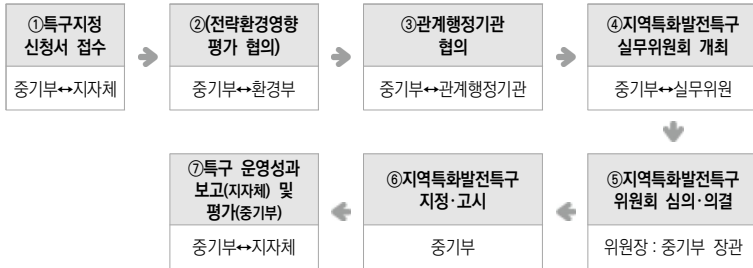 ①특구지정
신청서 접수
중기부↔지자체
②(전략환경영향
평가 협의)
중기부↔환경부
③관계행정기관
협의
중기부↔관계행정기관
④지역특화발전특구
실무위원회 개최
중기부↔실무위원
⑤지역특화발전특구
위원회 심의·의결
위원장 : 중기부 장관
⑥지역특화발전특구
지정·고시
중기부
⑦특구 운영성과
보고(지자체) 및
평가(중기부)
중기부↔지자체